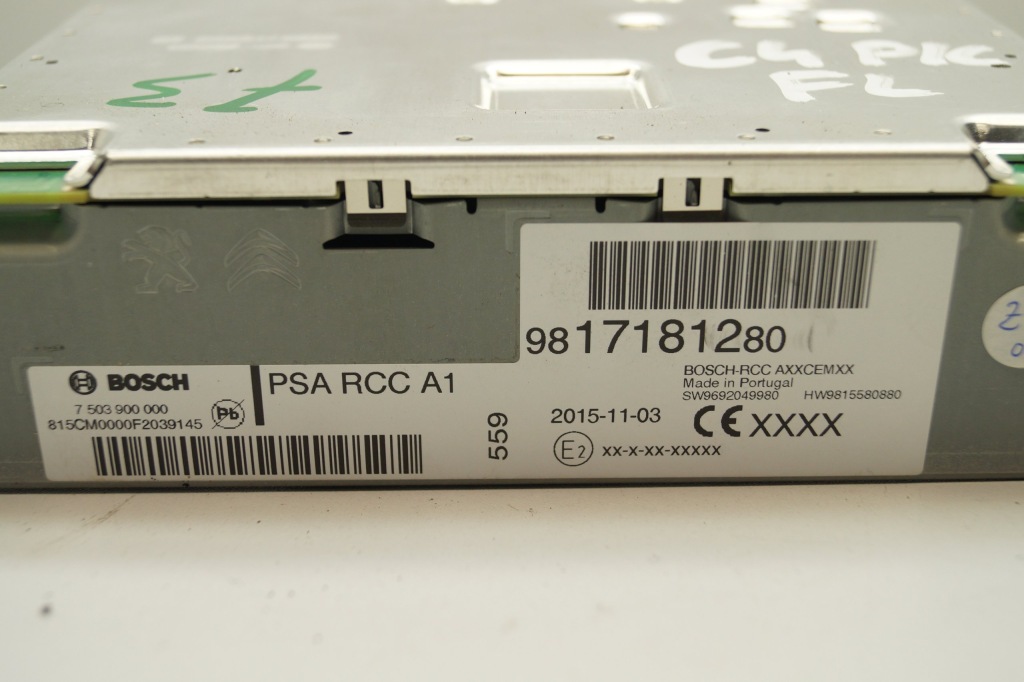 C4 PIC
FL
9817181280
BOSCH-RCC AXXCEMXX
Made in Portugal
SW9692049980 HW9815580880
2015-11-03
CE XXXX
E2 xx-x-xx-xxxxx
559
BOSCH
PSA RCC A1
7 503 900 000
Pb
815CM0000F2039145